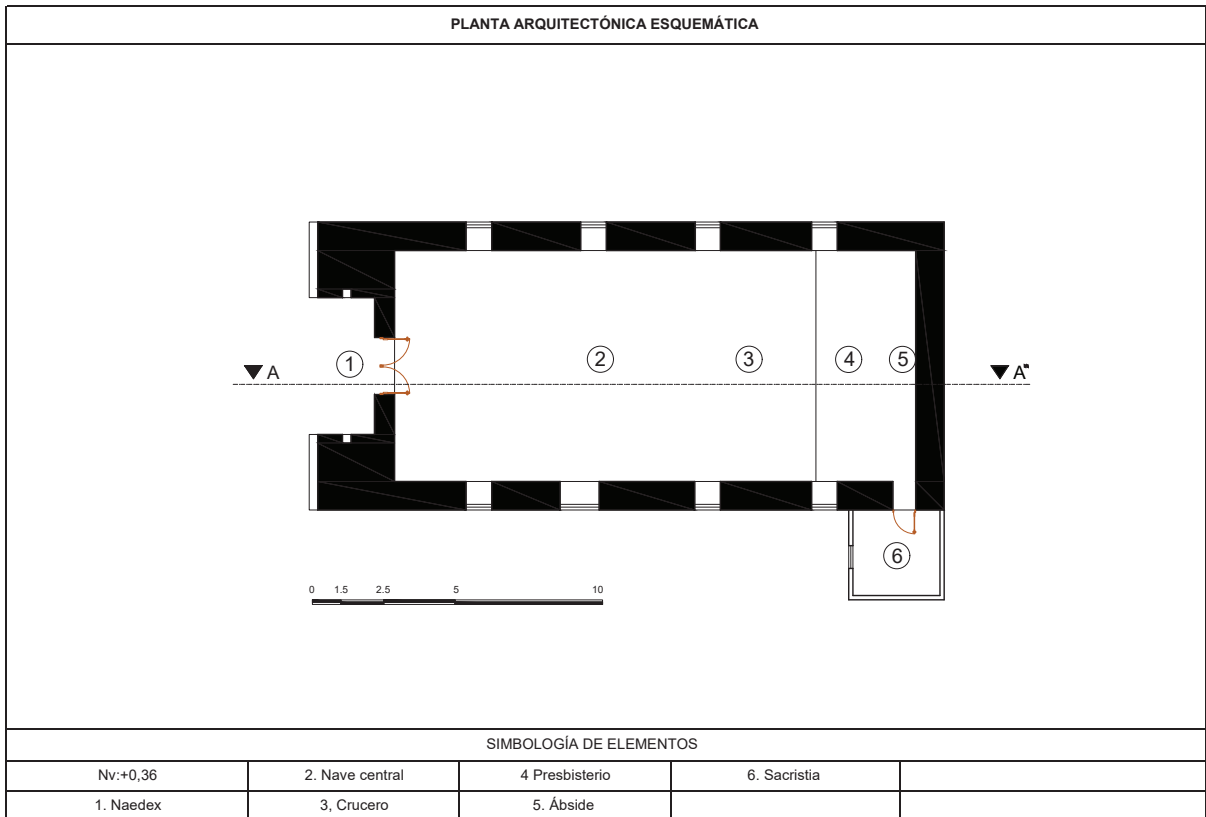 PLANTA ARQUITECTÓNICA ESQUEMÁTICA
1
2
3
4
5
A
A"
6
0 1.5 2.5 5 10
SIMBOLOGÍA DE ELEMENTOS
Nv:+0,36 2. Nave central 4 Presbisterio 6. Sacristia
1. Naedex 3, Crucero 5. Ábside